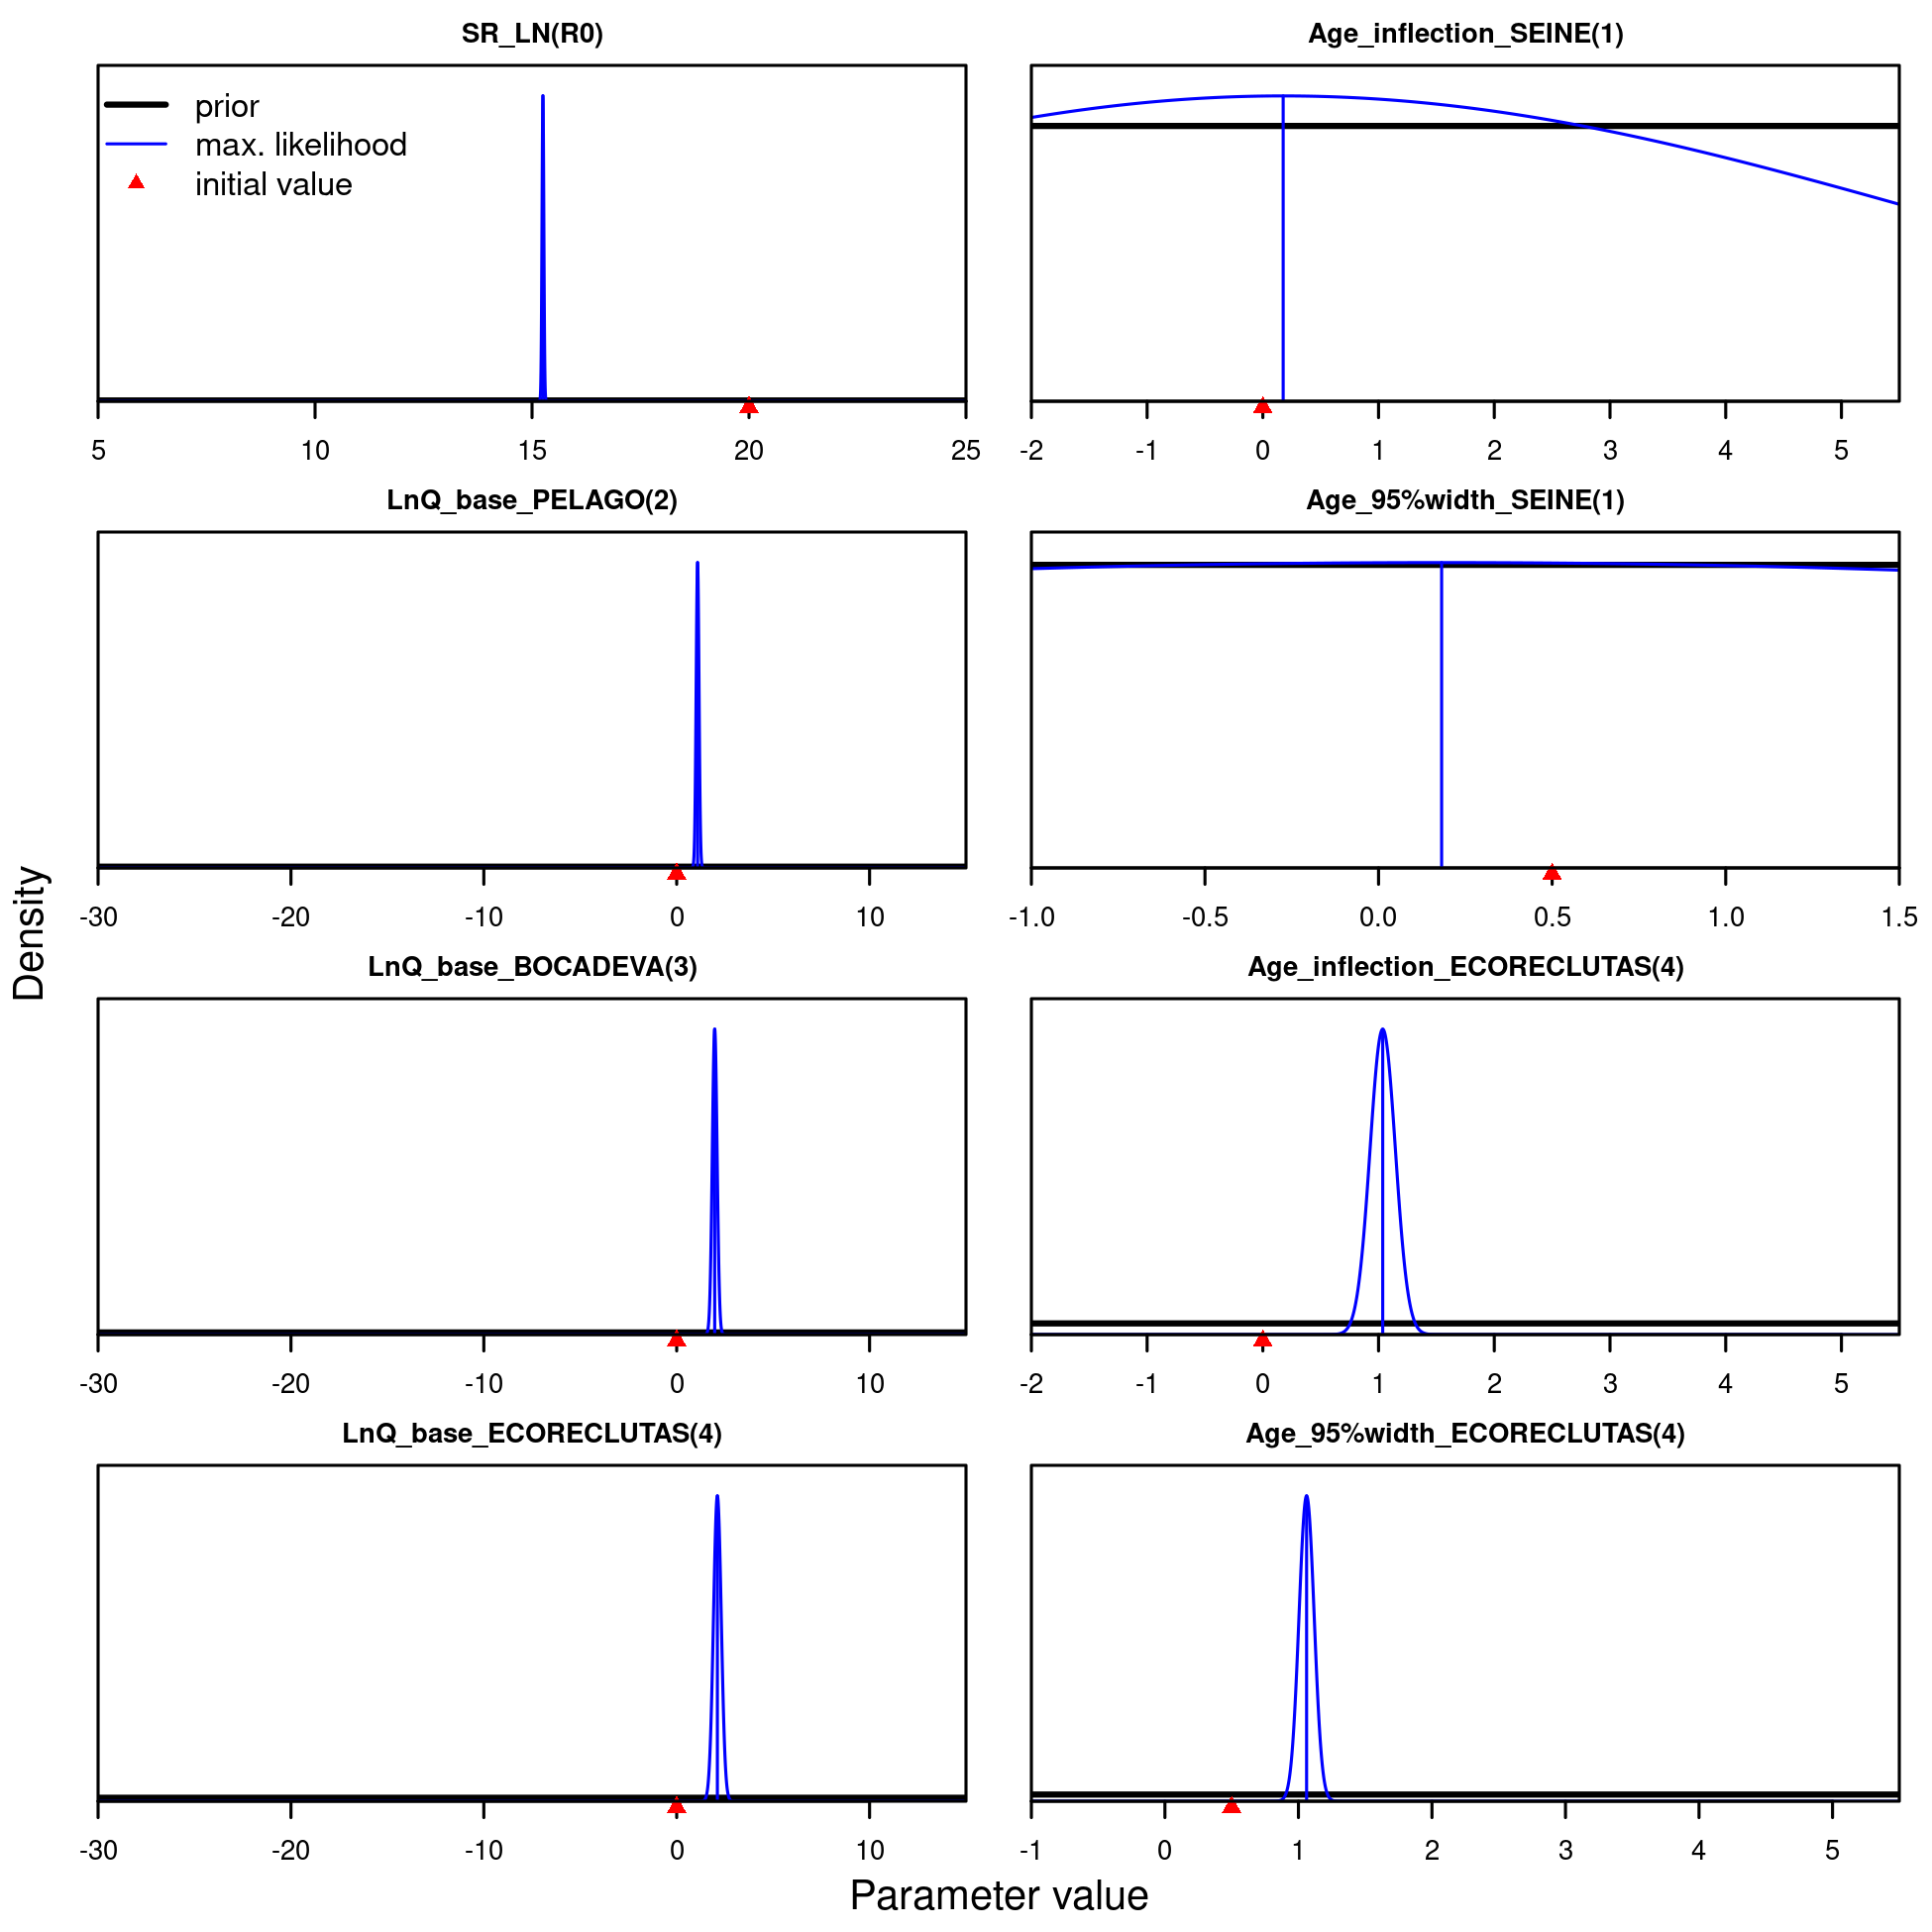 SR_LN(R0)
prior
max. likelihood
initial value
5 10 15 20 25
Age_inflection_SEINE(1)
-2 -1 0 1 2 3 4 5
LnQ_base_PELAGO(2)
-30 -20 -10 0 10
Age_95%width_SEINE(1)
-1.0 -0.5 0.0 0.5 1.0 1.5
LnQ_base_BOCADEVA(3)
-30 -20 -10 0 10
Age_inflection_ECORECLUTAS(4)
-2 -1 0 1 2 3 4 5
LnQ_base_ECORECLUTAS(4)
-30 -20 -10 0 10
Age_95%width_ECORECLUTAS(4)
-1 0 1 2 3 4 5
Density
Parameter value